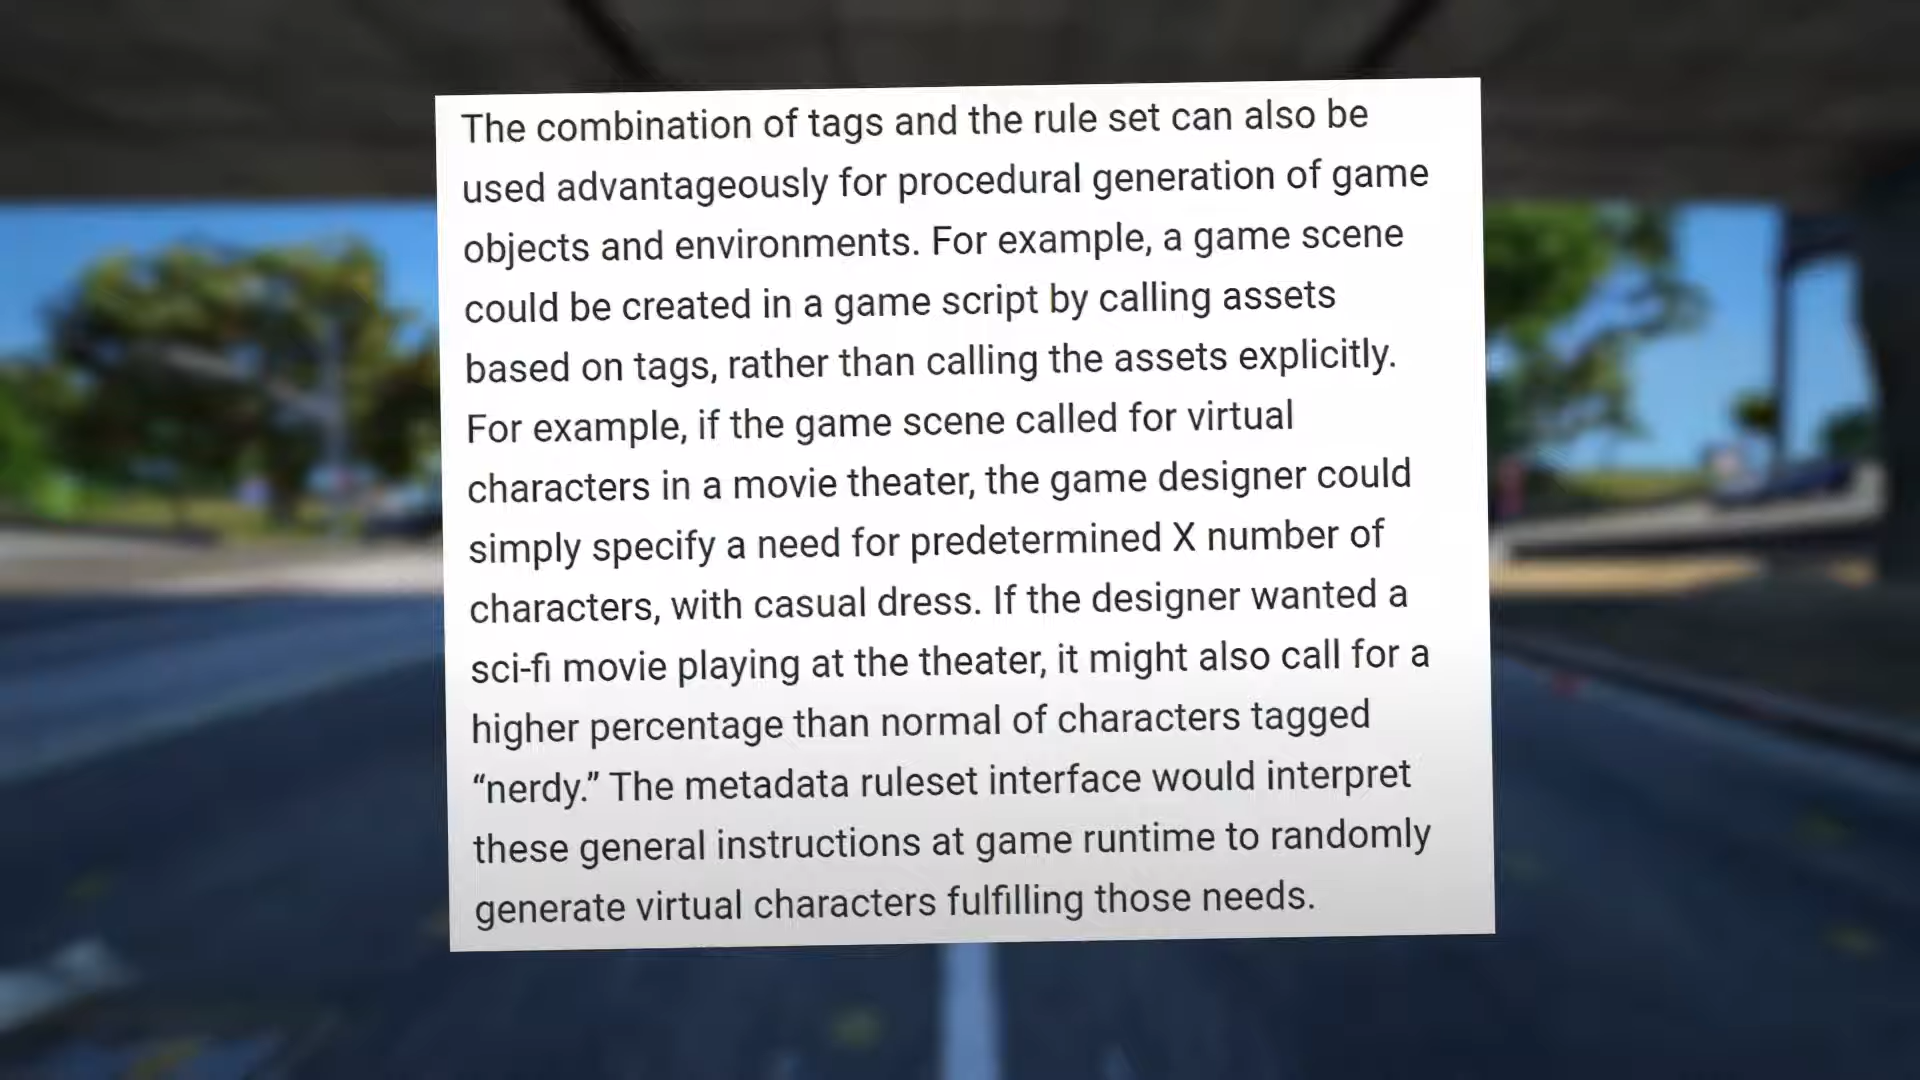 The combination of tags and the rule set can also be
used advantageously for procedural generation of game
objects and environments. For example, a game scene
could be created in a game script by calling assets
based on tags, rather than calling the assets explicitly.
For example, if the game scene called for virtual
characters in a movie theater, the game designer could
simply specify a need for predetermined X number of
characters, with casual dress. If the designer wanted a
sci-fi movie playing at the theater, it might also call for a
higher percentage than normal of characters tagged
“nerdy.” The metadata ruleset interface would interpret
these general instructions at game runtime to randomly
generate virtual characters fulfilling those needs.